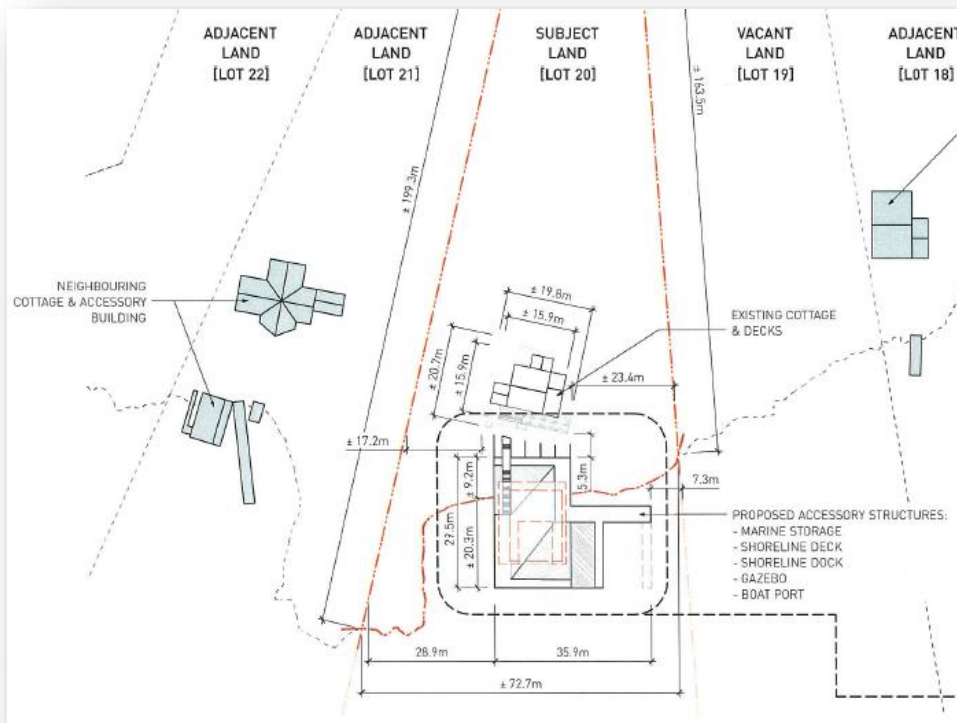 ADJACENT
LAND
[LOT 22]
ADJACENT
LAND
[LOT 21]
SUBJECT
LAND
[LOT 20]
VACANT
LAND
[LOT 19]
ADJACENT
LAND
[LOT 18]
± 163.5m
± 199.3m
NEIGHBOURING
COTTAGE & ACCESSORY
BUILDING
± 19.8m
± 15.9m
EXISTING COTTAGE
& DECKS
± 20.7m
± 15.9m
± 23.4m
± 17.2m
± 9.2m
5.3m
7.3m
29.5m
± 20.3m
PROPOSED ACCESSORY STRUCTURES:
- MARINE STORAGE
- SHORELINE DECK
- SHORELINE DOCK
- GAZEBO
- BOAT PORT
28.9m
35.9m
± 72.7m